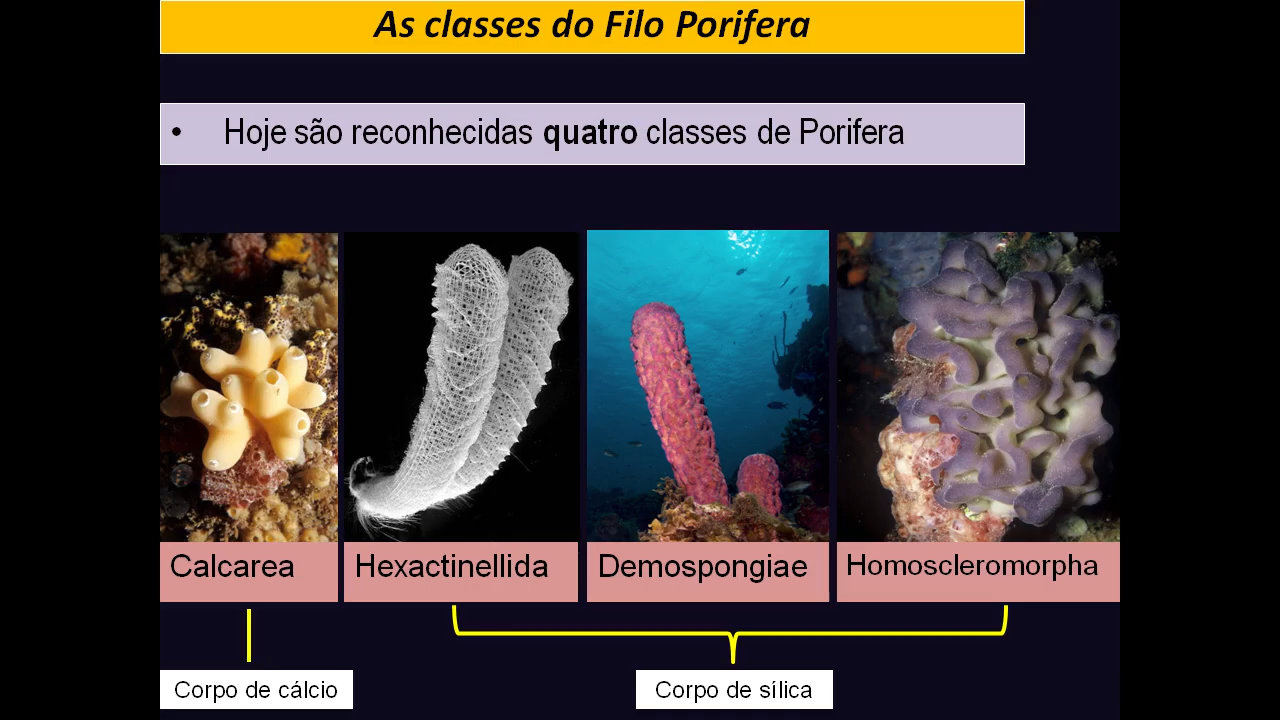 As classes do Filo Porifera
• Hoje são reconhecidas quatro classes de Porifera
Calcarea
Hexactinellida
Demospongiae
Homoscleromorpha
Corpo de cálcio
Corpo de sílica